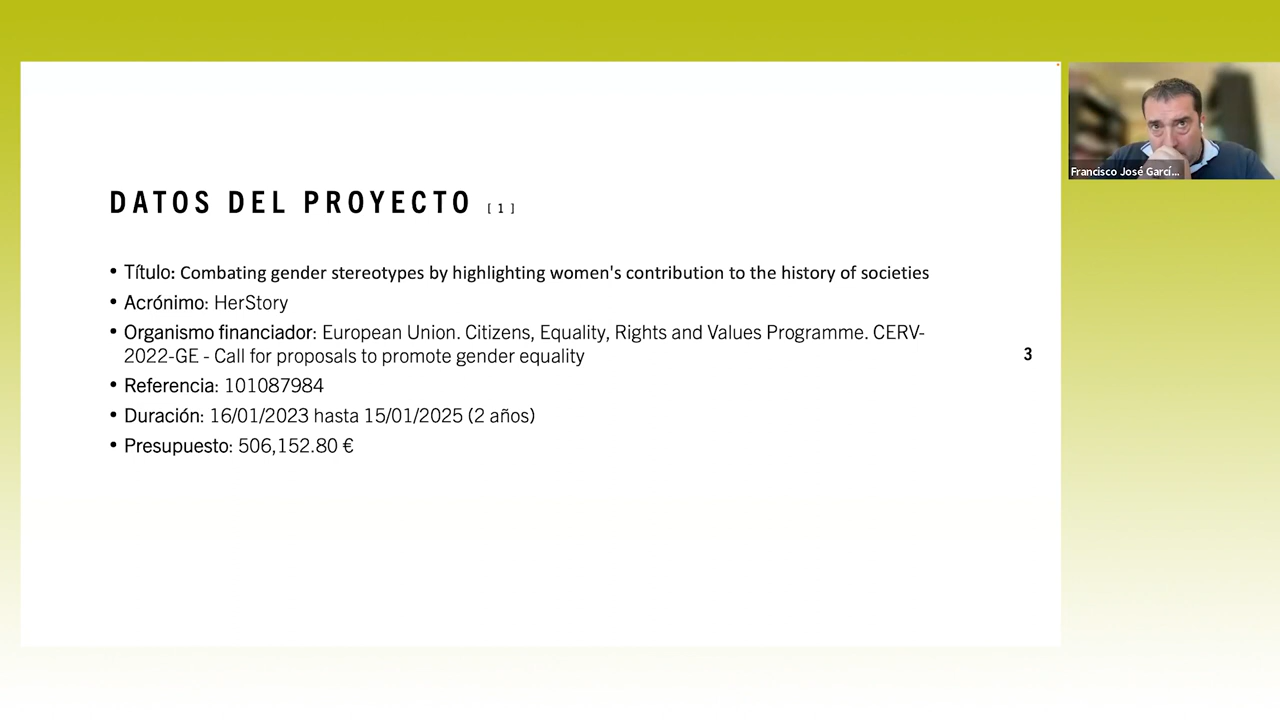 DATOS DEL PROYECTO [1]
• Título: Combating gender stereotypes by highlighting women's contribution to the history of societies
• Acrónimo: HerStory
• Organismo financiador: European Union. Citizens, Equality, Rights and Values Programme. CERV-
2022-GE - Call for proposals to promote gender equality
• Referencia: 101087984
• Duración: 16/01/2023 hasta 15/01/2025 (2 años)
• Presupuesto: 506,152.80 €
3
Francisco José Garcí...